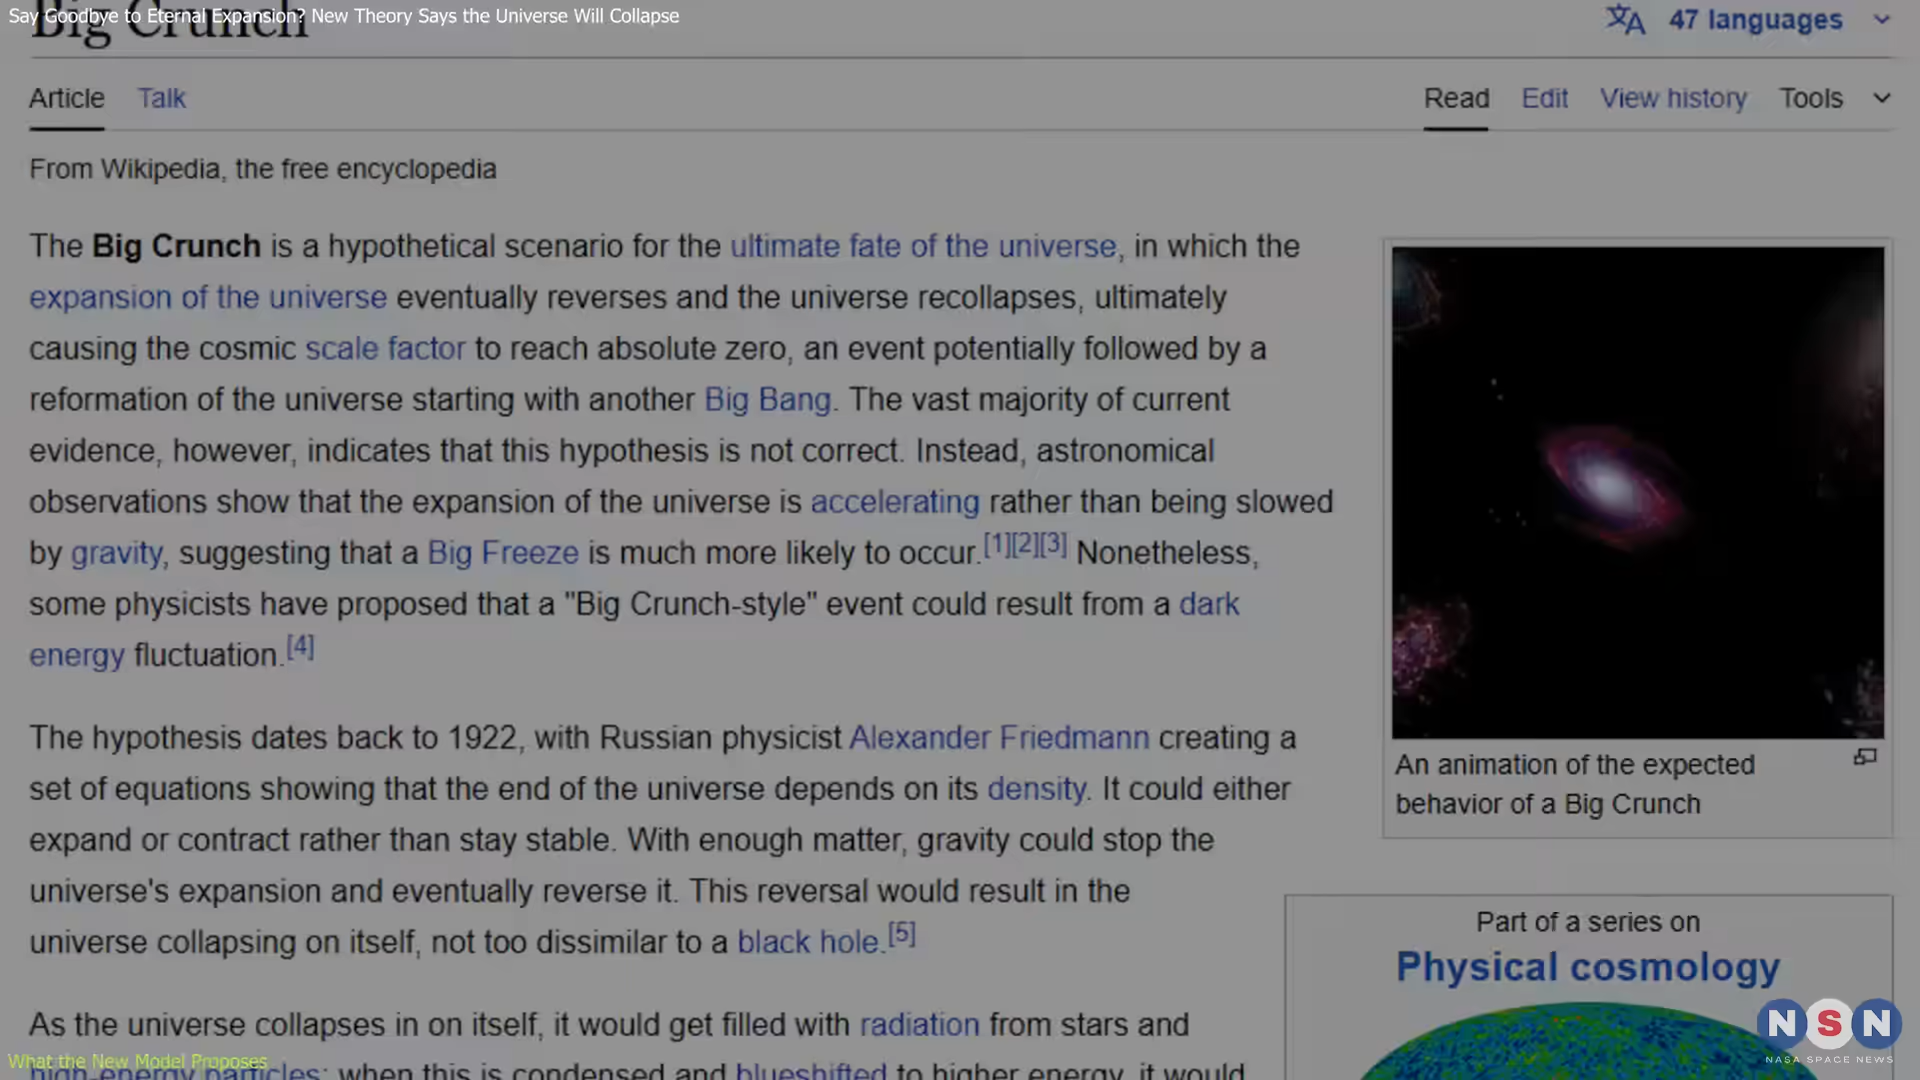 Say Goodbye to Eternal Expansion? New Theory Says the Universe Will Collapse
Big Crunch
47 languages
Article Talk
Read Edit View history Tools
From Wikipedia, the free encyclopedia
The Big Crunch is a hypothetical scenario for the ultimate fate of the universe, in which the
expansion of the universe eventually reverses and the universe recollapses, ultimately
causing the cosmic scale factor to reach absolute zero, an event potentially followed by a
reformation of the universe starting with another Big Bang. The vast majority of current
evidence, however, indicates that this hypothesis is not correct. Instead, astronomical
observations show that the expansion of the universe is accelerating rather than being slowed
by gravity, suggesting that a Big Freeze is much more likely to occur.[1][2][3] Nonetheless,
some physicists have proposed that a "Big Crunch-style" event could result from a dark
energy fluctuation.[4]
The hypothesis dates back to 1922, with Russian physicist Alexander Friedmann creating a
set of equations showing that the end of the universe depends on its density. It could either
expand or contract rather than stay stable. With enough matter, gravity could stop the
universe's expansion and eventually reverse it. This reversal would result in the
universe collapsing on itself, not too dissimilar to a black hole.[5]
As the universe collapses in on itself, it would get filled with radiation from stars and
high-energy particles; when this is condensed and blueshifted to higher energy, it would
What the New Model Proposes
An animation of the expected
behavior of a Big Crunch
Part of a series on
Physical cosmology
NSN
NASA SPACE NEWS